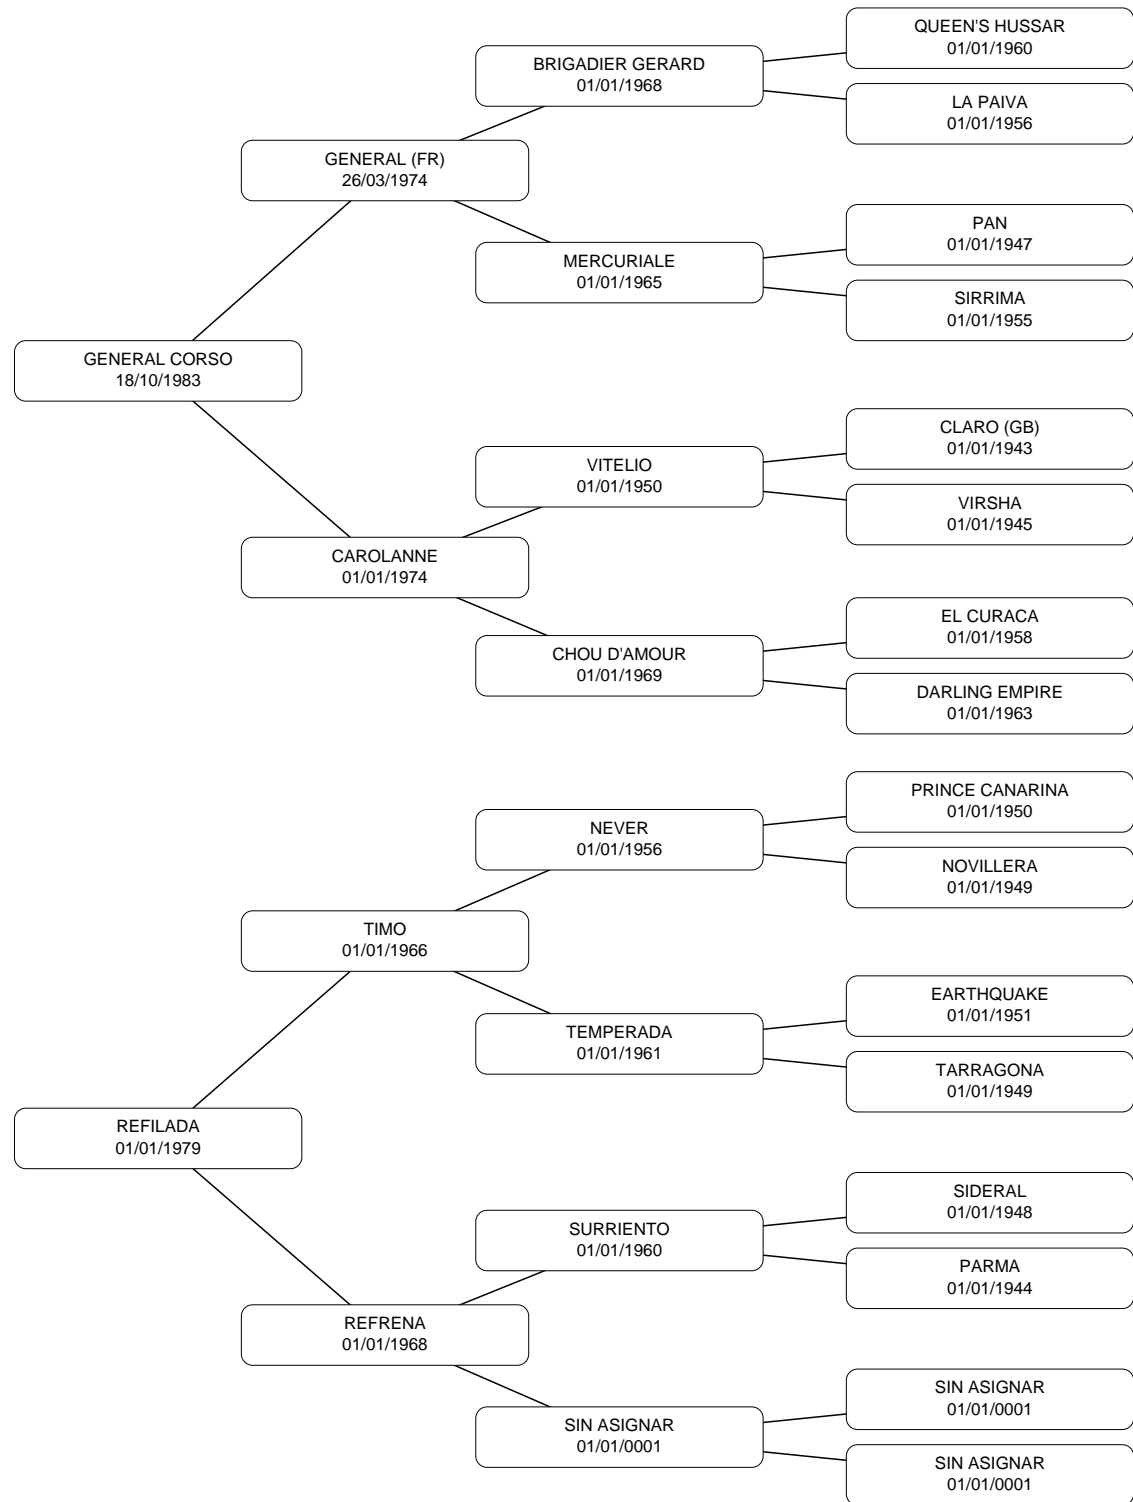 QUEEN'S HUSSAR
01/01/1960
BRIGADIER GERARD
01/01/1968
LA PAIVA
01/01/1956
GENERAL (FR)
26/03/1974
PAN
01/01/1947
MERCURIALE
01/01/1965
SIRRIMA
01/01/1955
GENERAL CORSO
18/10/1983
CLARO (GB)
01/01/1943
VITELIO
01/01/1950
VIRSHA
01/01/1945
CAROLANNE
01/01/1974
EL CURACA
01/01/1958
CHOU D'AMOUR
01/01/1969
DARLING EMPIRE
01/01/1963
PRINCE CANARINA
01/01/1950
NEVER
01/01/1956
NOVILLERA
01/01/1949
TIMO
01/01/1966
EARTHQUAKE
01/01/1951
TEMPERADA
01/01/1961
TARRAGONA
01/01/1949
REFILADA
01/01/1979
SIDERAL
01/01/1948
SURRIENTO
01/01/1960
PARMA
01/01/1944
REFRENA
01/01/1968
SIN ASIGNAR
01/01/0001
SIN ASIGNAR
01/01/0001
SIN ASIGNAR
01/01/0001